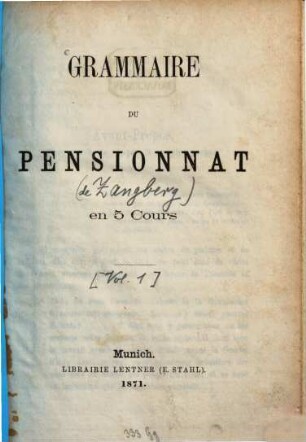 GRAMMAIRE
DU
PENSIONNAT
(de Zangberg)
en 5 Cours
[Vol. 1]
Munich.
LIBRAIRIE LENTNER (E. STAHL).
1871.